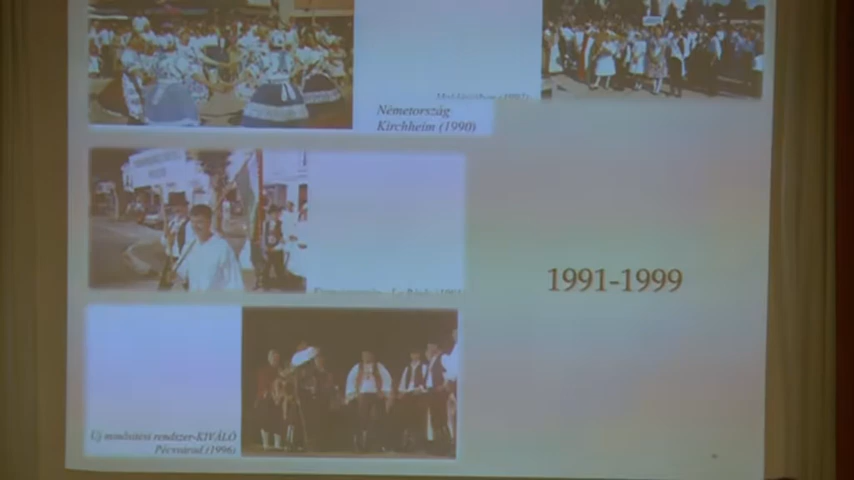 Németország
Kirchheim (1990)
1991-1999
Új minősítési rendszer-KIVÁLÓ
Pécsvárad (1996)